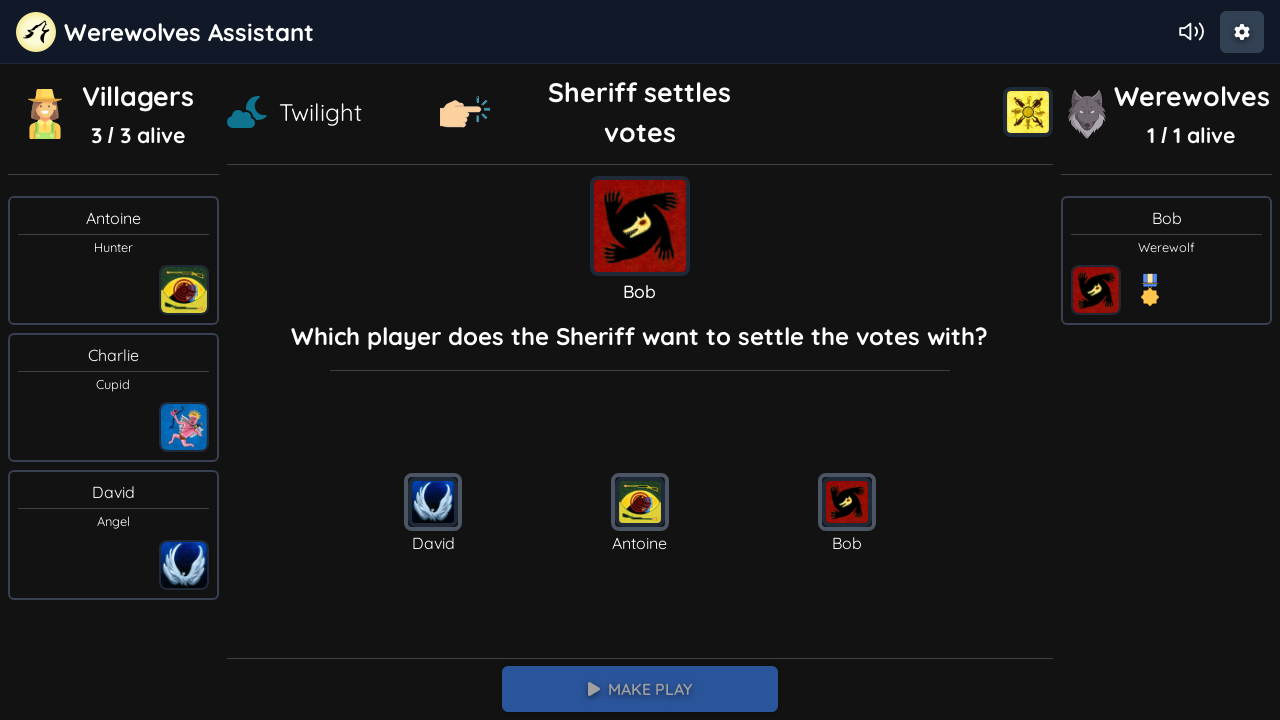 Werewolves Assistant
Villagers
3 / 3 alive
Twilight
Sheriff settles
votes
Werewolves
1 / 1 alive
Antoine
Hunter
Charlie
Cupid
David
Angel
Bob
Which player does the Sheriff want to settle the votes with?
David
Antoine
Bob
MAKE PLAY
Bob
Werewolf